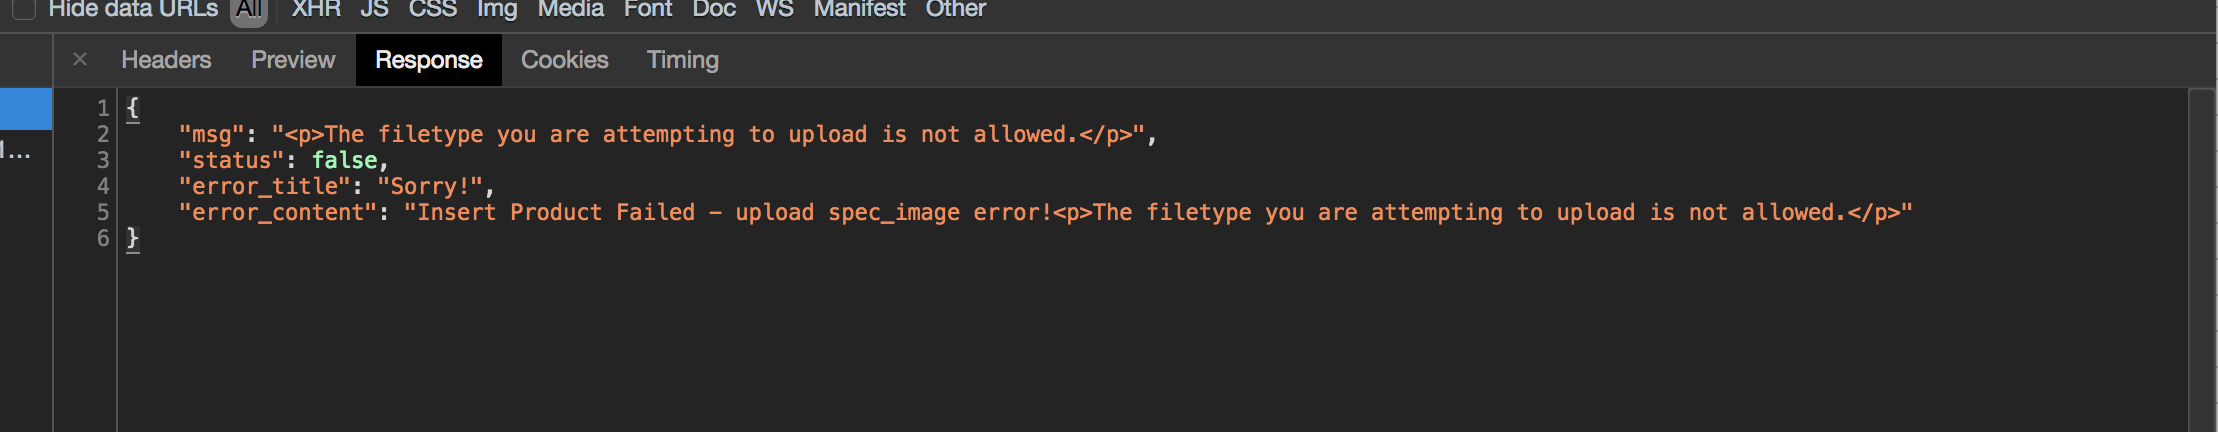 Hide data URLs All XHR JS CSS Img Media Font Doc WS Manifest Other
× Headers Preview Response Cookies Timing
1 {
2 "msg": "<p>The filetype you are attempting to upload is not allowed.</p>",
3 "status": false,
4 "error_title": "Sorry!",
5 "error_content": "Insert Product Failed - upload spec_image error!<p>The filetype you are attempting to upload is not allowed.</p>"
6 }
1...